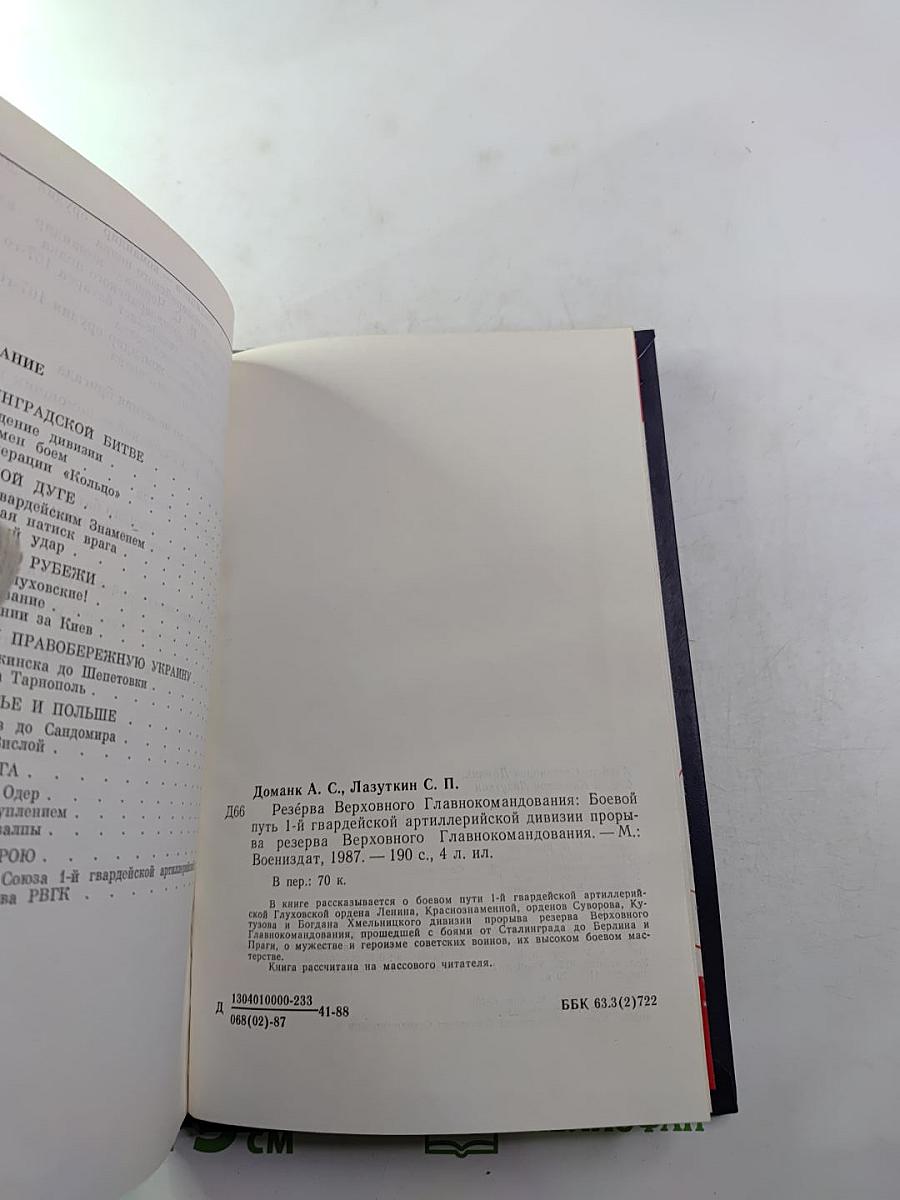 АНИЕ
НГРАДСКОЙ БИТВЕ
дение дивизии
мен боем
ерации «Кольцо»
ОЙ ДУГЕ
вардейским Знаменем
ая натиск врага
й удар
РУБЕЖИ
луховские!
вание
нии за Киев
ПРАВОБЕРЕЖНУЮ УКРАИНУ
кинска до Шепетовки
а Тарнополь
ЬЕ И ПОЛЬШЕ
в до Сандомира
Вислой
ГА
Одер
уплением
залпы
РОЮ
Союза 1-й гвардейской артиллерийской
ва РВГК
Доманк А. С., Лазуткин С. П.
Д66 Резерва Верховного Главнокомандования: Боевой
путь 1-й гвардейской артиллерийской дивизии проры-
ва резерва Верховного Главнокомандования. — М.:
Воениздат, 1987. — 190 с., 4 л. ил.
В пер.: 70 к.
В книге рассказывается о боевом пути 1-й гвардейской артиллерий-
ской Глуховской ордена Ленина, Краснознаменной, орденов Суворова, Ку-
тузова и Богдана Хмельницкого дивизии прорыва резерва Верховного
Главнокомандования, прошедшей с боями от Сталинграда до Берлина и
Праги, о мужестве и героизме советских воинов, их высоком боевом мас-
терстве.
Книга рассчитана на массового читателя.
Д 1304010000-233
068(02)-87
41-88
ББК 63.3(2)722
см